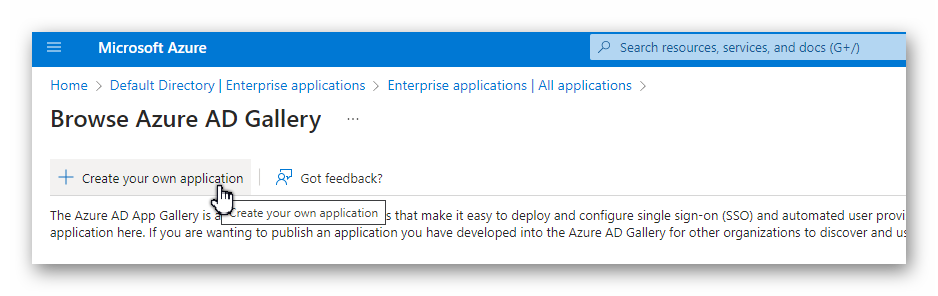 Microsoft Azure
Search resources, services, and docs (G+/)
Home > Default Directory | Enterprise applications > Enterprise applications | All applications >
Browse Azure AD Gallery ...
+ Create your own application
Got feedback?
Create your own application
The Azure AD App Gallery is a s that make it easy to deploy and configure single sign-on (SSO) and automated user provi
application here. If you are wanting to publish an application you have developed into the Azure AD Gallery for other organizations to discover and us